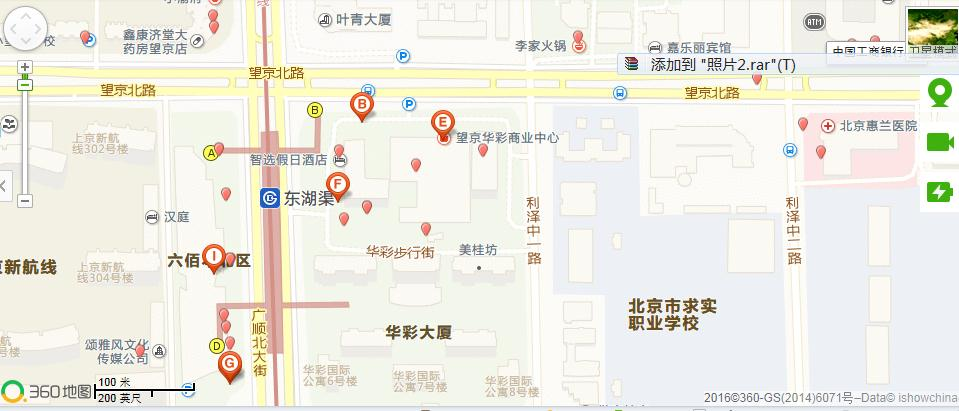 叶青大厦
ATM
鑫康济堂大
药房望京店
李家火锅
嘉乐丽宾馆
中国工商银行
卫星模式
添加到 "照片2.rar"(T)
望京北路
望京北路
望京北路
望京北路
B
B
E
望京华彩商业中心
北京惠兰医院
上京新航
线302号楼
A
智选假日酒店
F
东湖渠
汉庭
利泽中一路
利泽中二路
华彩步行街
美桂坊
I
上京新航
线304号楼
广顺北大街
北京市求实
职业学校
华彩大厦
D
颂雅风文化
传媒公司
G
华彩国际
公寓6号楼
华彩国际
公寓7号楼
华彩国际
公寓8号楼
360地图
100 米
200 英尺
2016©360-GS(2014)6071号--Data© ishowchina